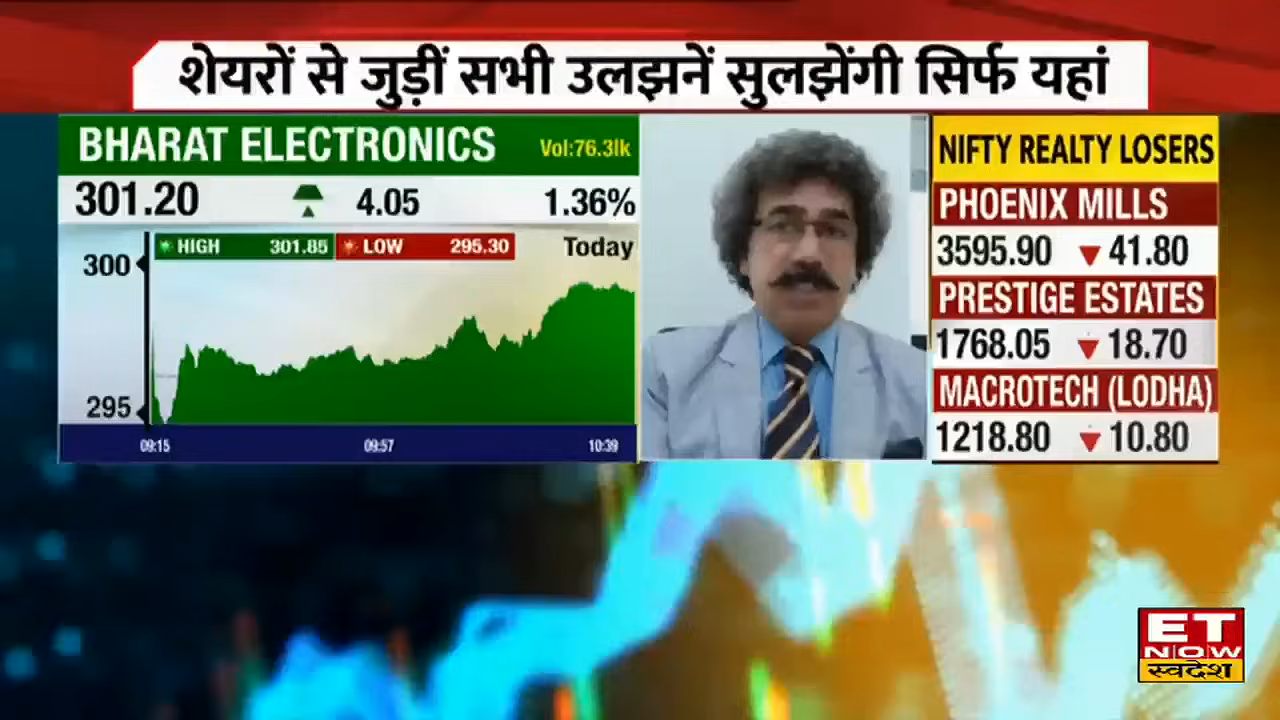 शेयरों से जुड़ीं सभी उलझनें सुलझेंगी सिर्फ यहां
BHARAT ELECTRONICS Vol:76.3lk
301.20 4.05 1.36%
HIGH 301.85 LOW 295.30 Today
300
295
09:15 09:57 10:39
NIFTY REALTY LOSERS
PHOENIX MILLS
3595.90 41.80
PRESTIGE ESTATES
1768.05 18.70
MACROTECH (LODHA)
1218.80 10.80
ET
NOW
स्वदेश